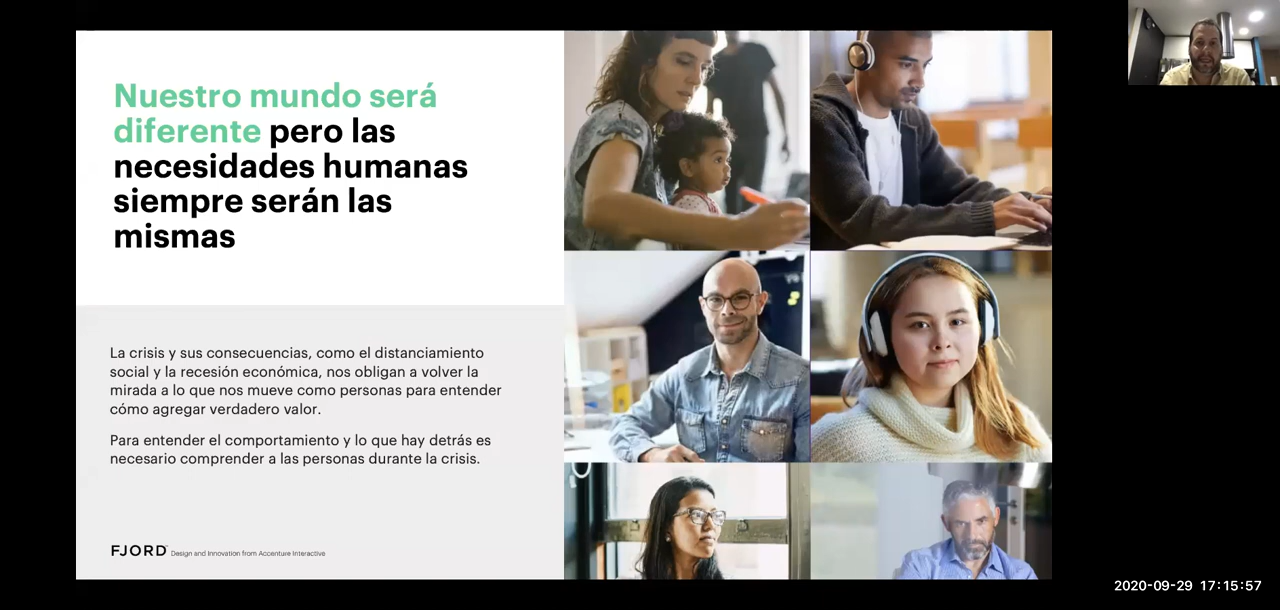 Nuestro mundo será
diferente pero las
necesidades humanas
siempre serán las
mismas
La crisis y sus consecuencias, como el distanciamiento
social y la recesión económica, nos obligan a volver la
mirada a lo que nos mueve como personas para entender
cómo agregar verdadero valor.
Para entender el comportamiento y lo que hay detrás es
necesario comprender a las personas durante la crisis.
FJORD Design and Innovation from Accenture Interactive
2020-09-29 17:15:57